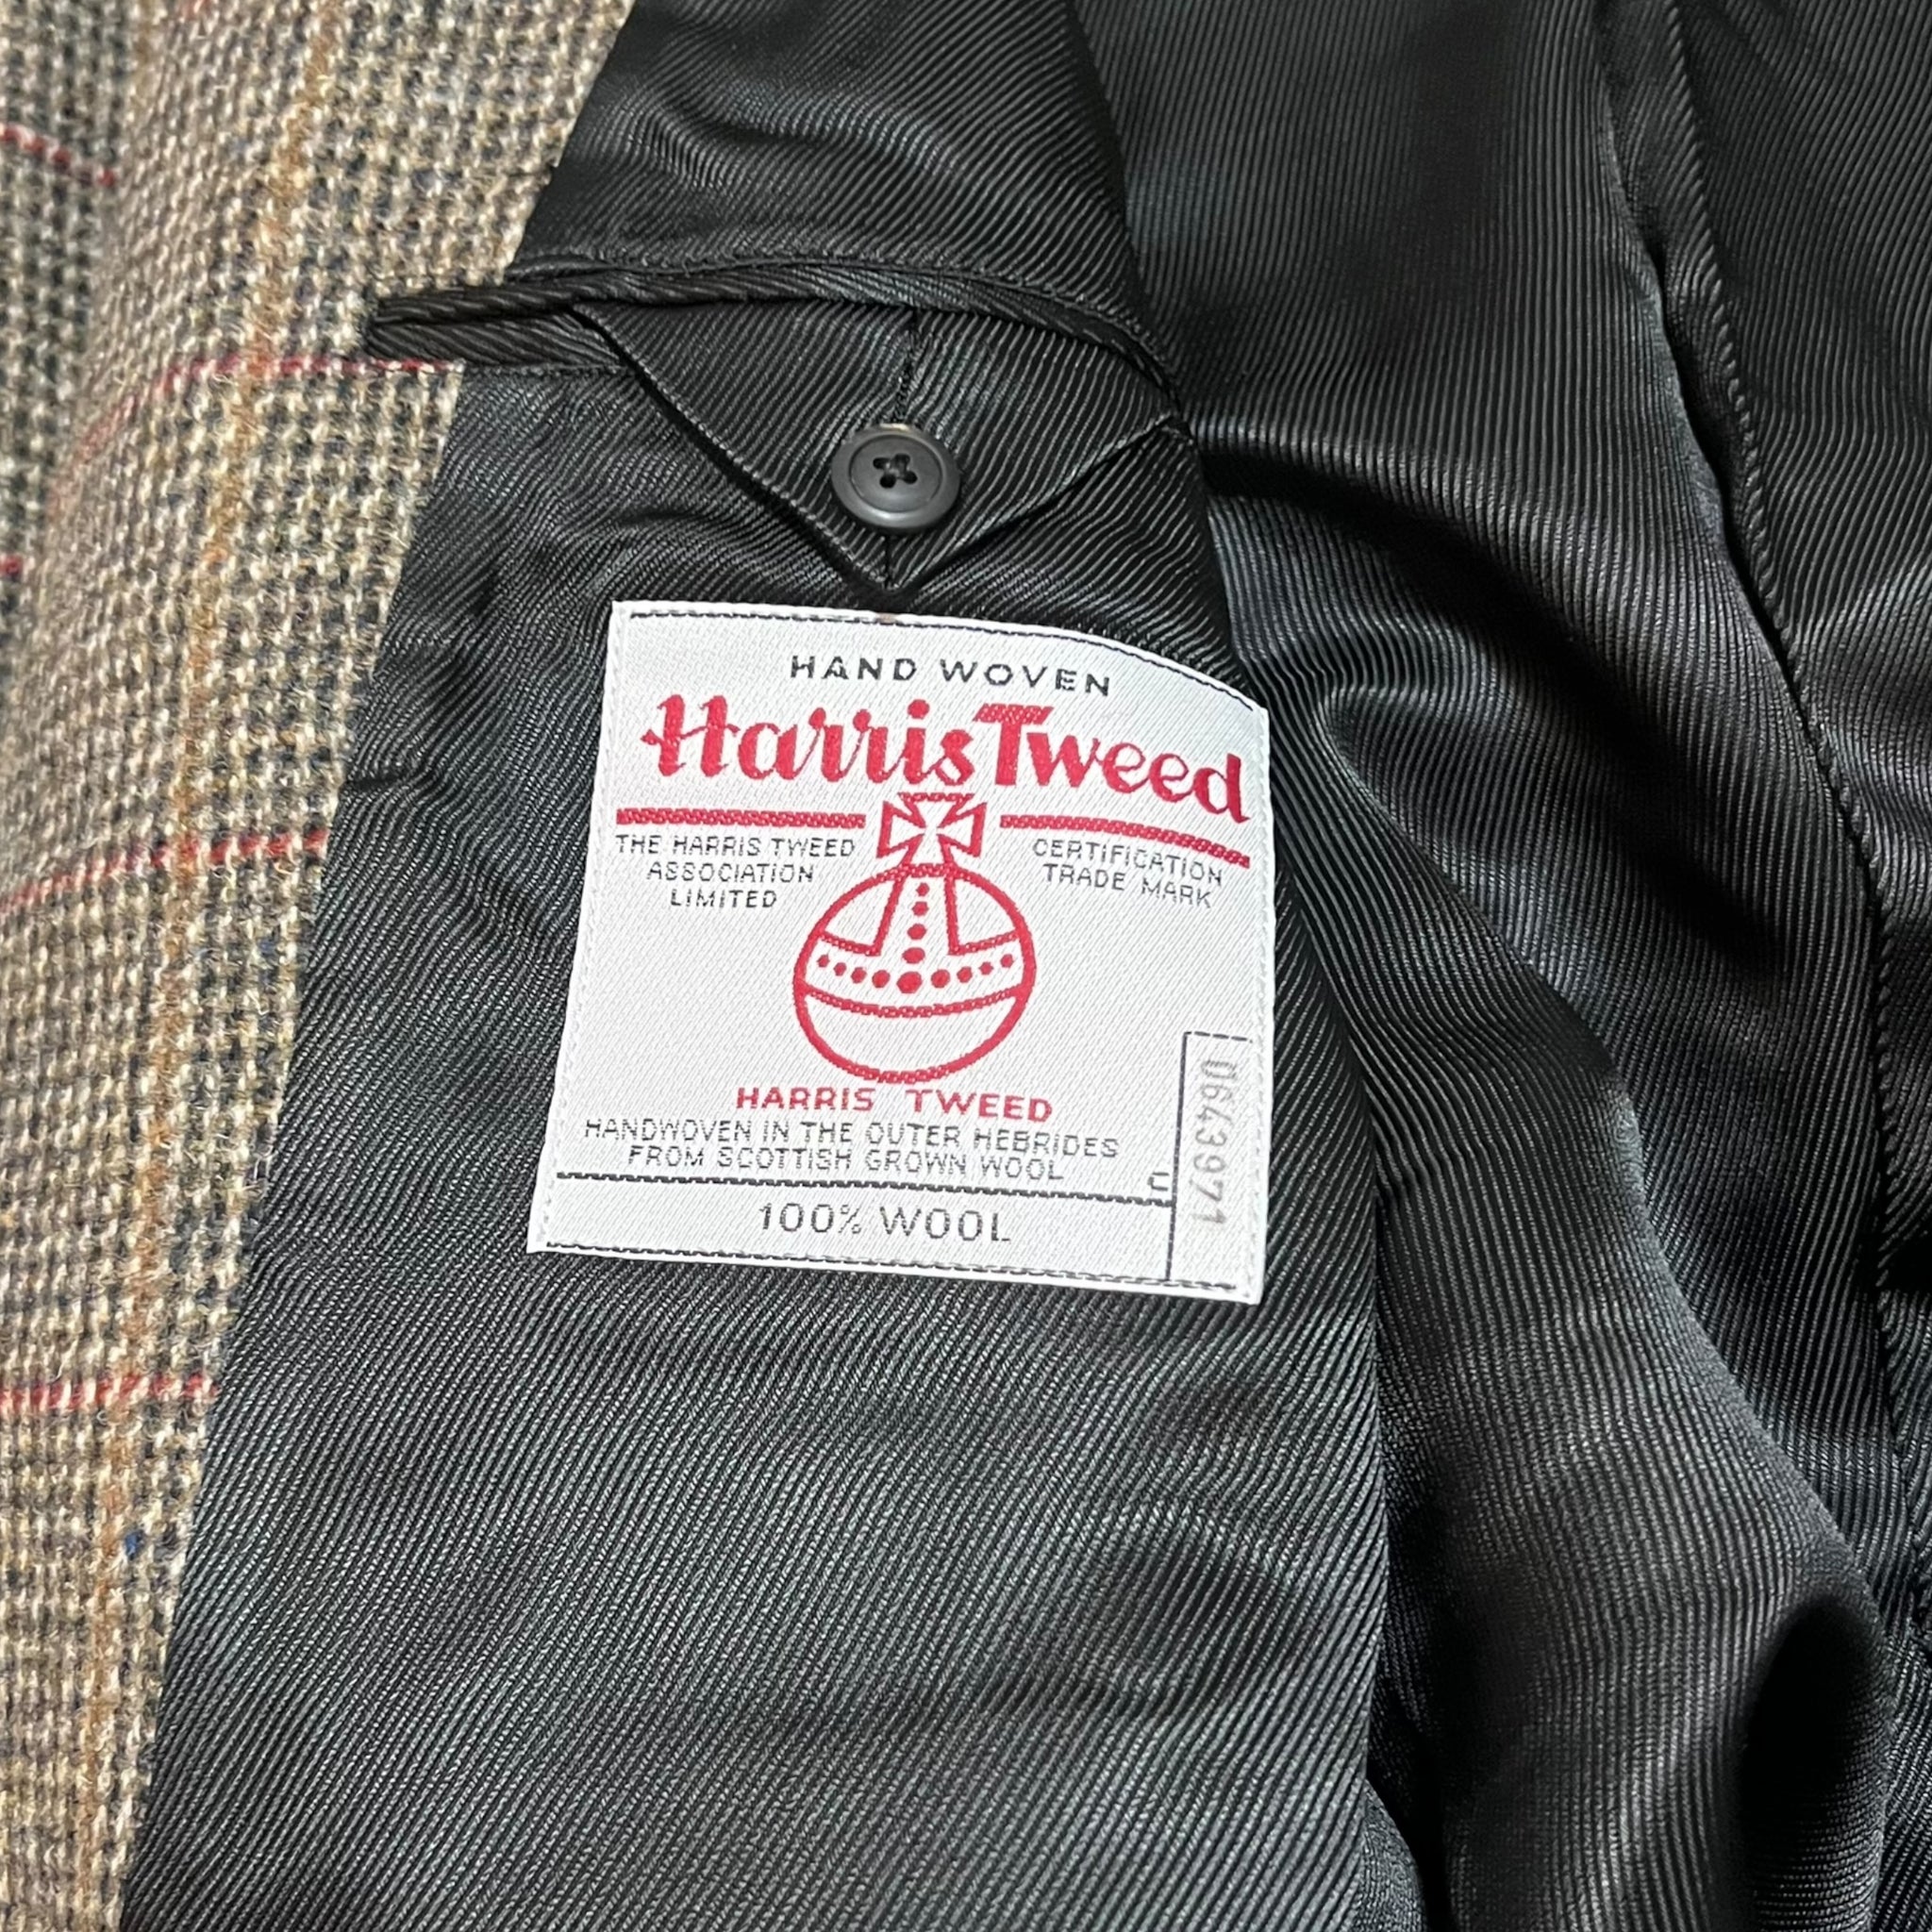 HAND WOVEN
Harris Tweed
THE HARRIS TWEED
ASSOCIATION
LIMITED
CERTIFICATION
TRADE MARK
HARRIS TWEED
HANDWOVEN IN THE OUTER HEBRIDES
FROM SCOTTISH GROWN WOOL
100% WOOL
0643971